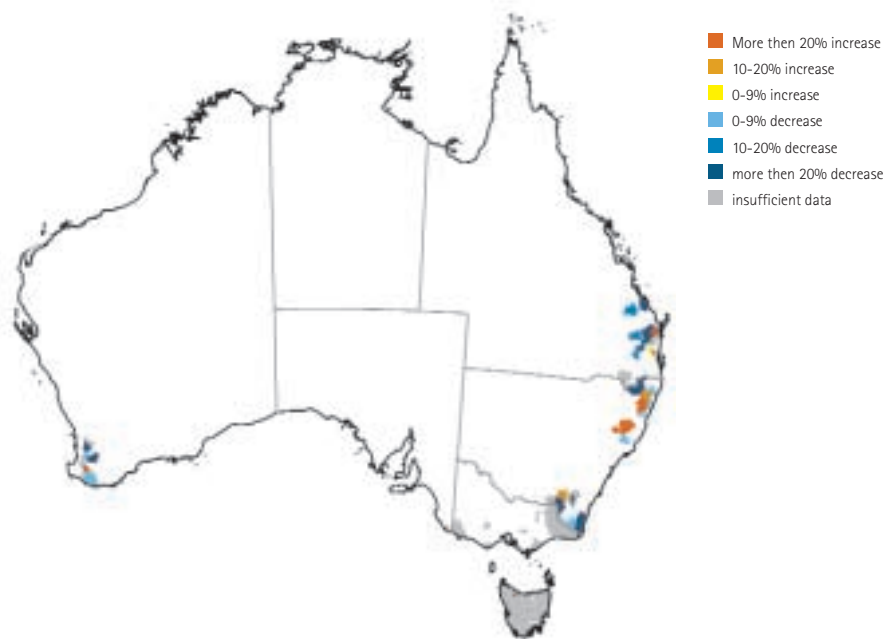 More then 20% increase
10-20% increase
0-9% increase
0-9% decrease
10-20% decrease
more then 20% decrease
insufficient data